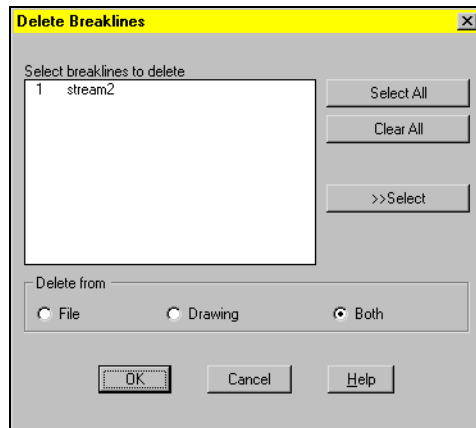 Delete Breaklines
Select breaklines to delete
1 stream2
Select All
Clear All
>>Select
Delete from
File Drawing Both
OK Cancel Help